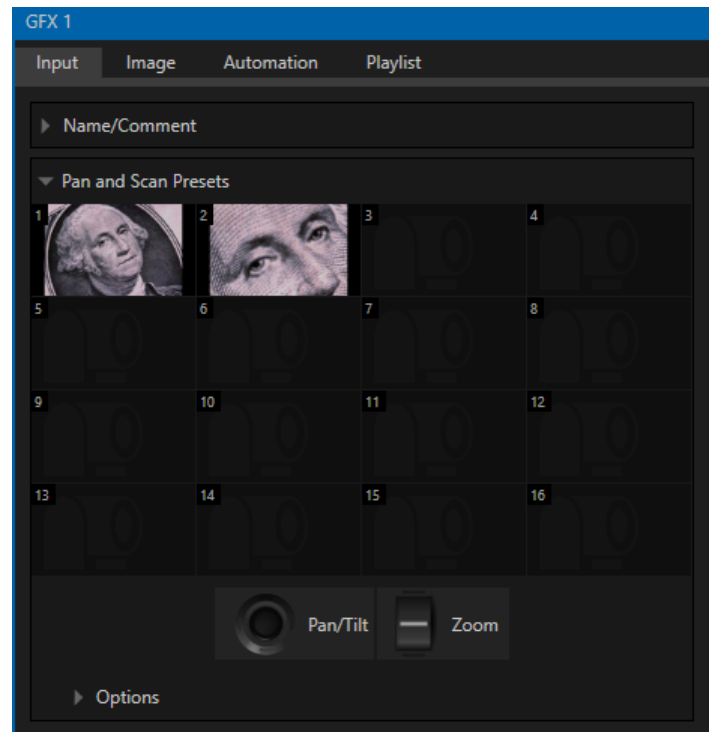 GFX 1
Input Image Automation Playlist
Name/Comment
Pan and Scan Presets
1 2 3 4
5 6 7 8
9 10 11 12
13 14 15 16
Pan/Tilt Zoom
Options